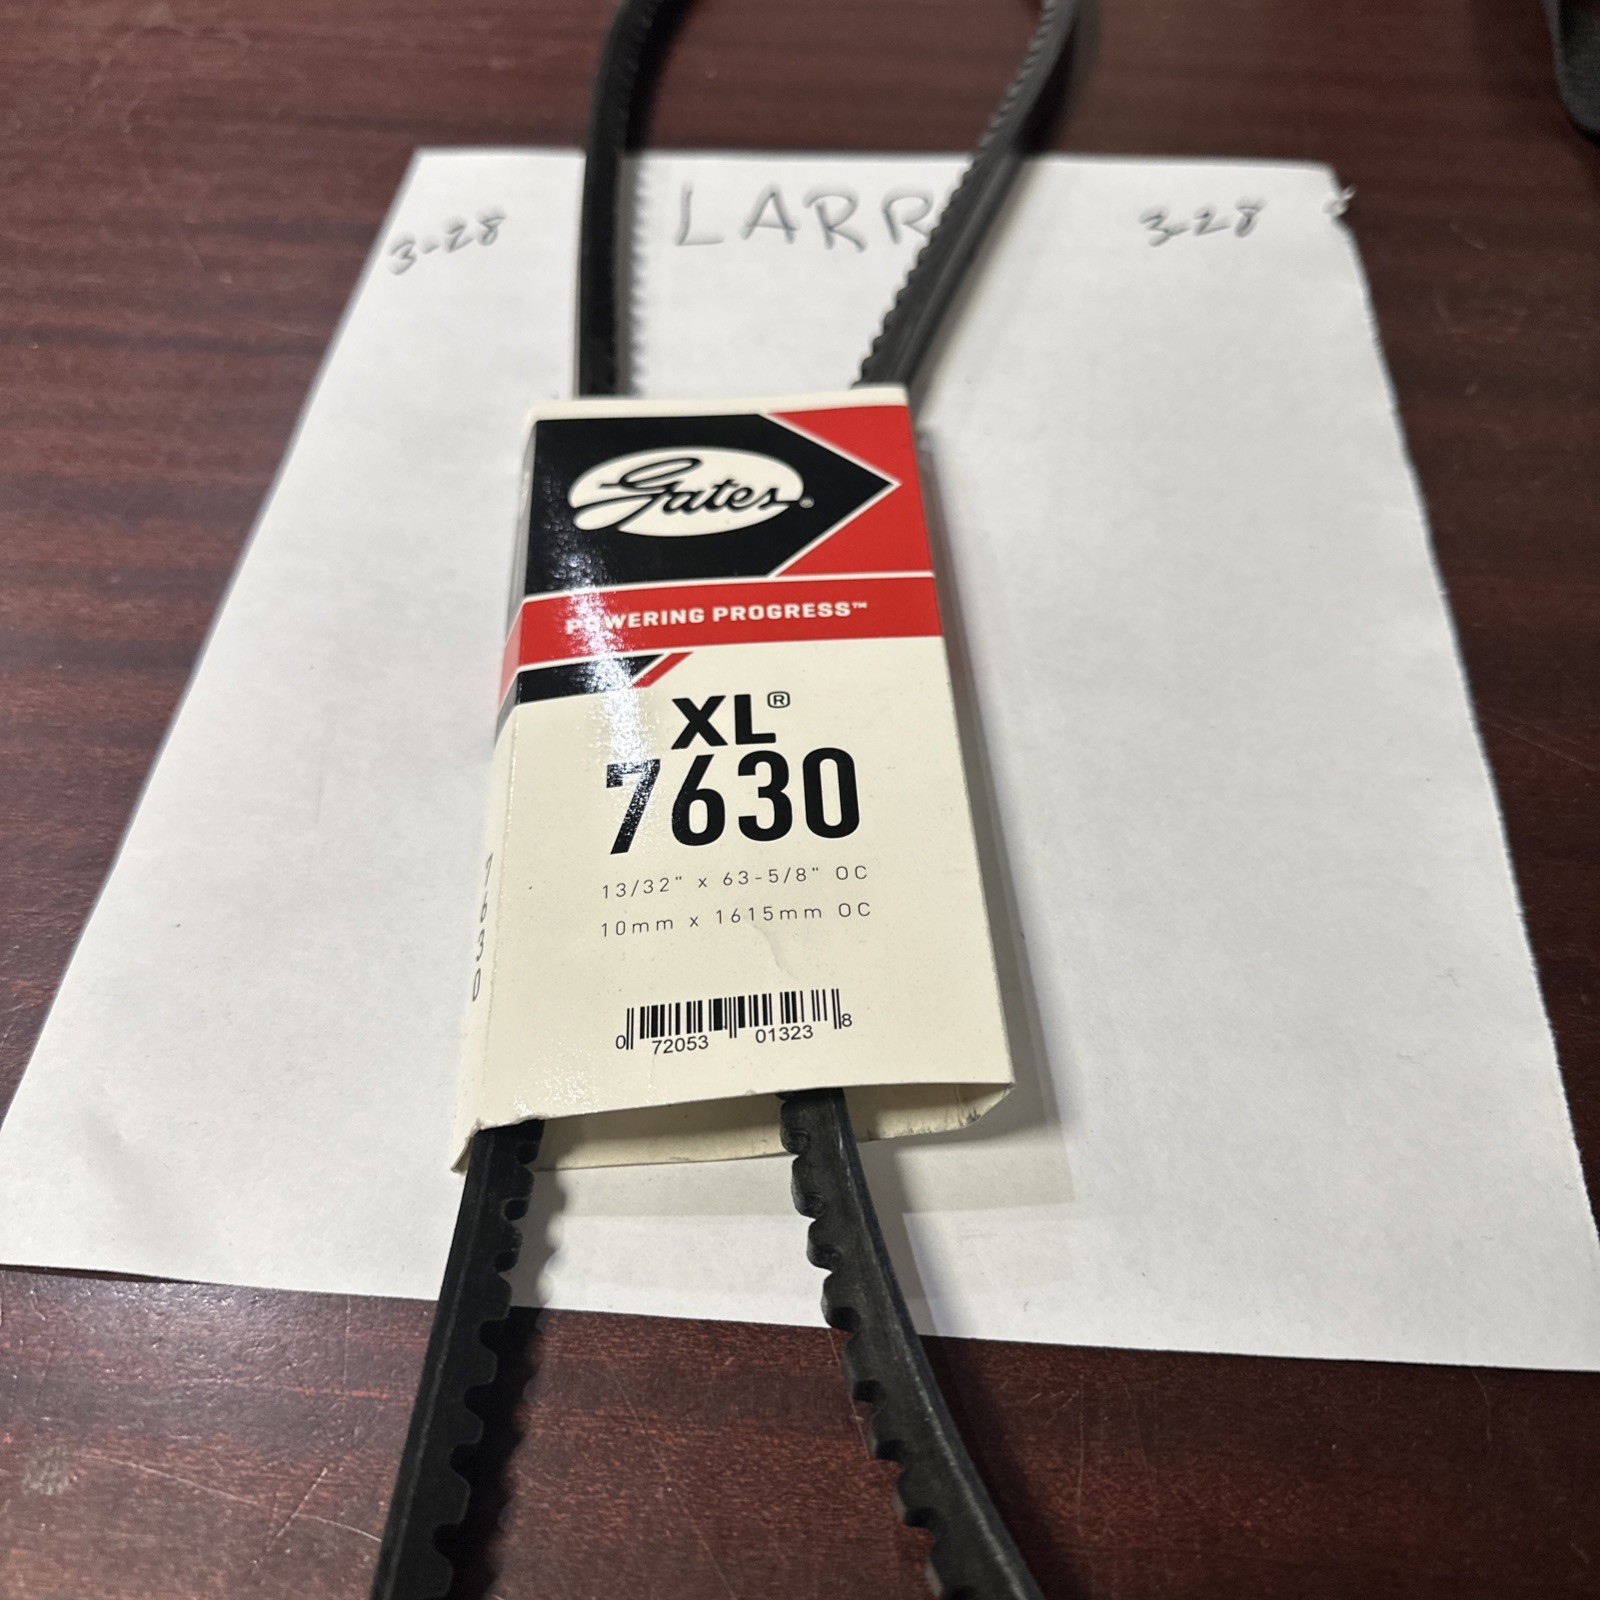 3-28 LARR 3-28
Gates®
POWERING PROGRESS™
XL®
7630
13/32" x 63-5/8" OC
10mm x 1615mm OC
7630
0 72053 01323 8